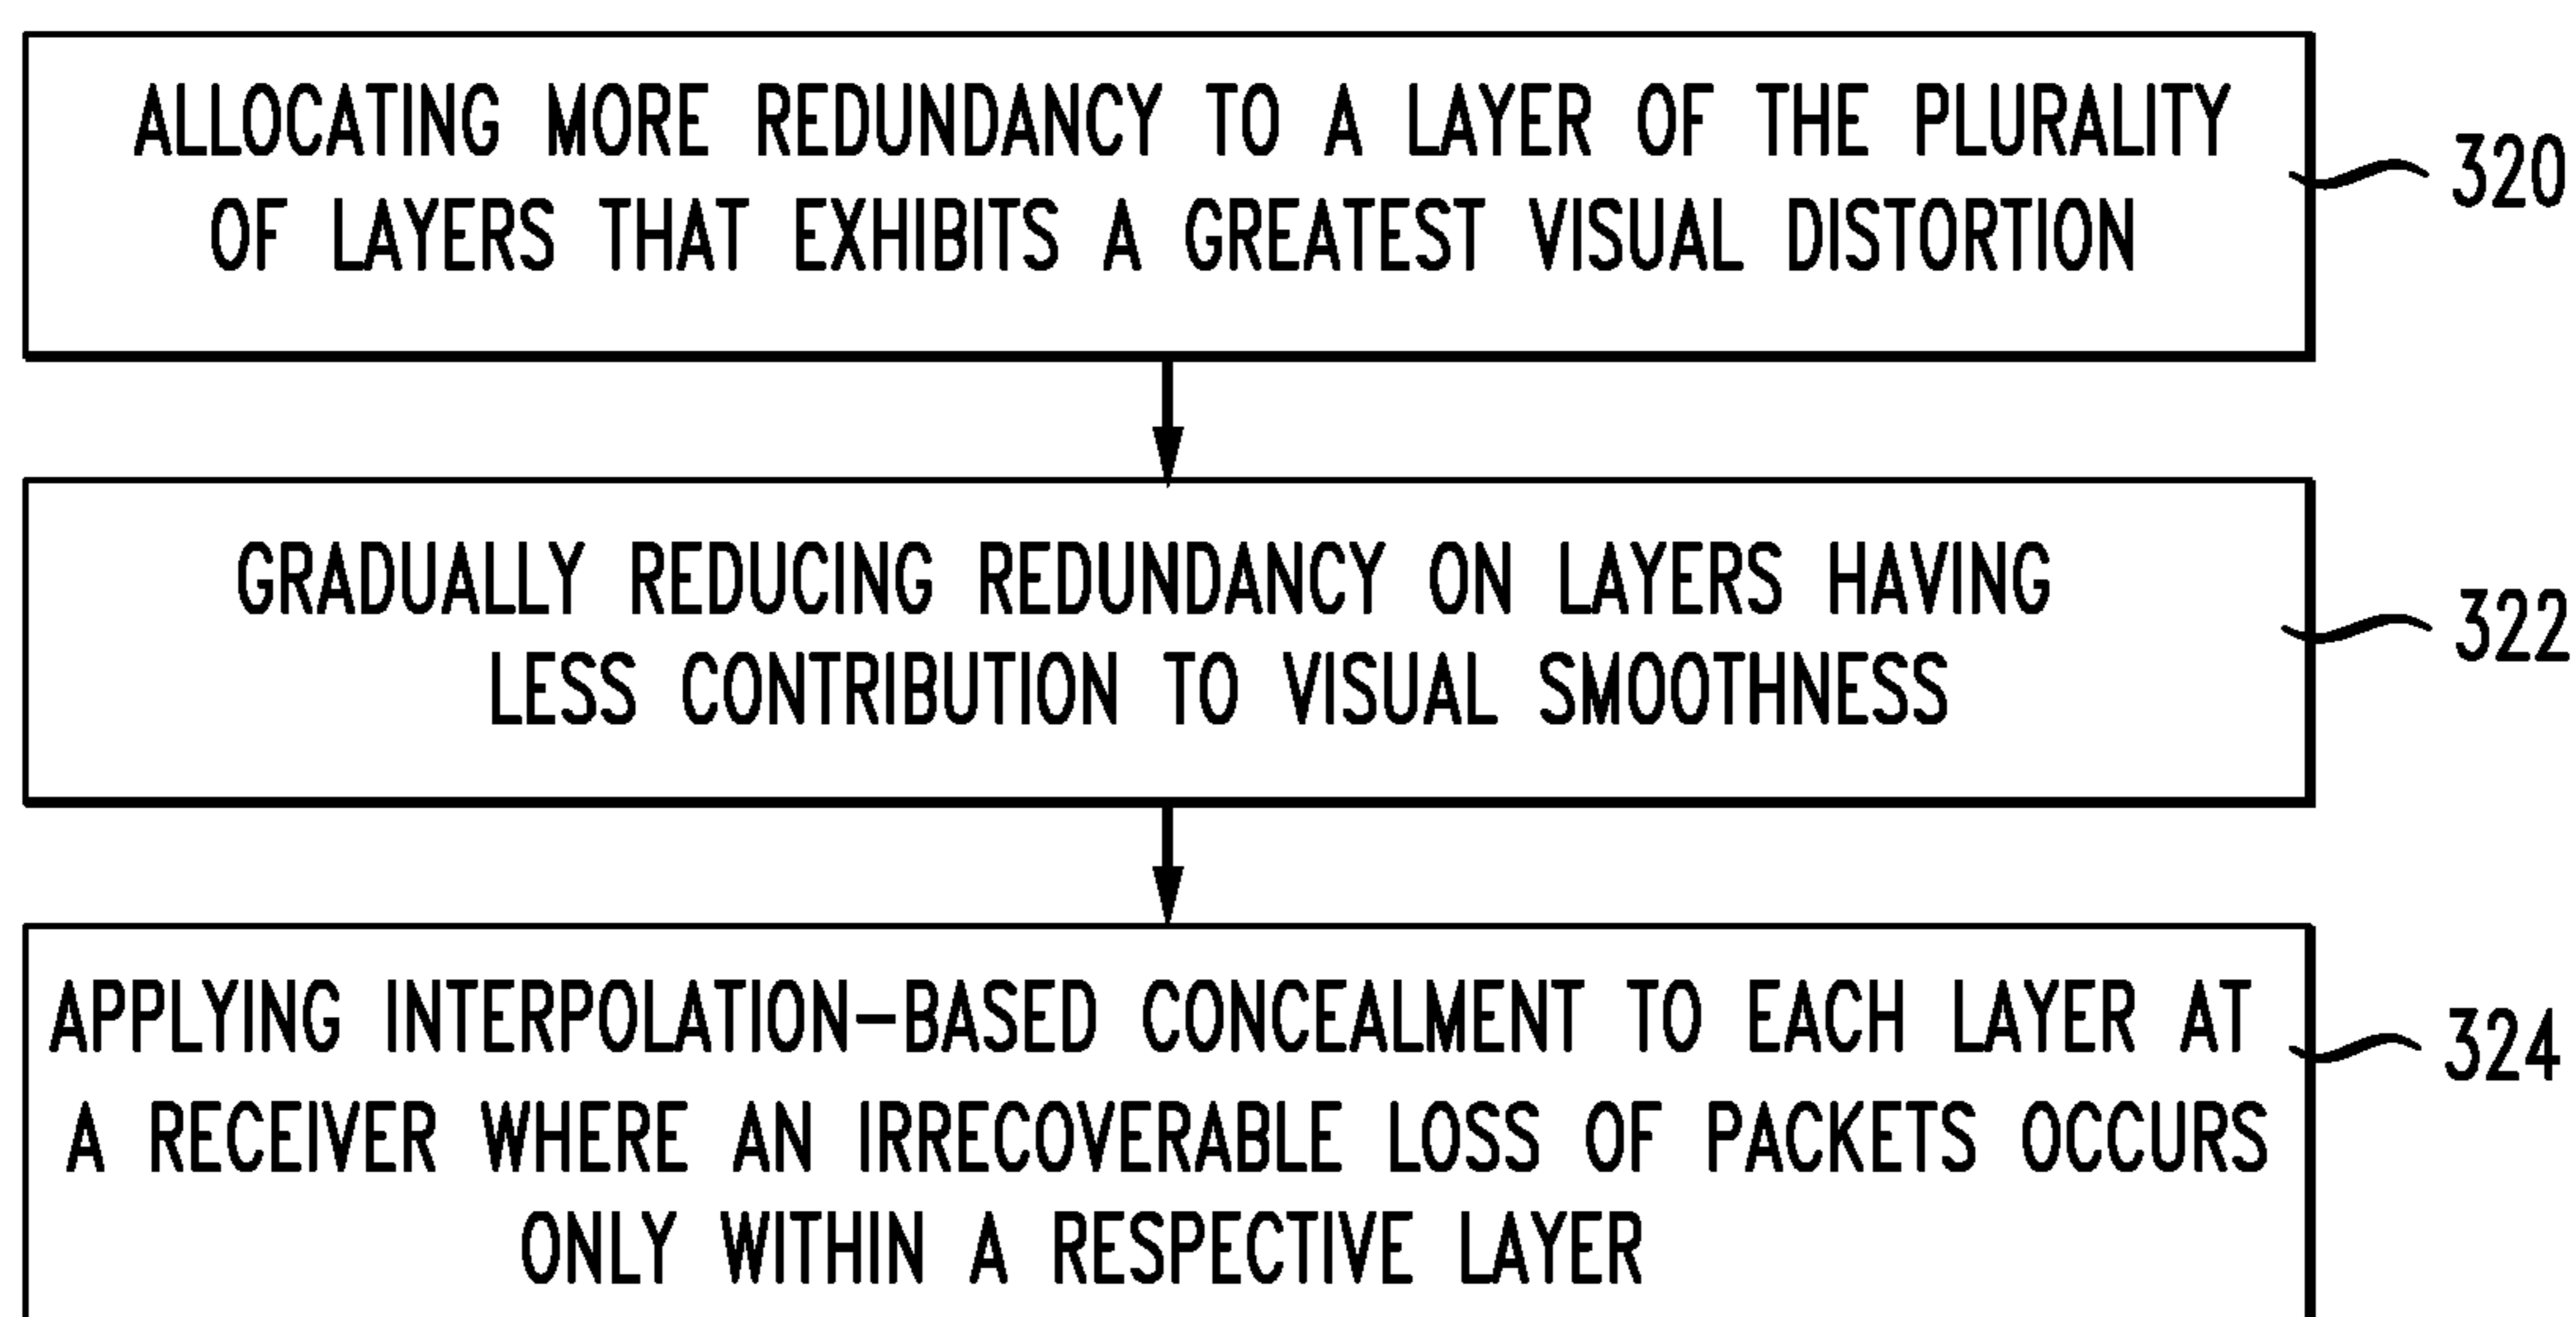 ALLOCATING MORE REDUNDANCY TO A LAYER OF THE PLURALITY
OF LAYERS THAT EXHIBITS A GREATEST VISUAL DISTORTION
320
GRADUALLY REDUCING REDUNDANCY ON LAYERS HAVING
LESS CONTRIBUTION TO VISUAL SMOOTHNESS
322
APPLYING INTERPOLATION-BASED CONCEALMENT TO EACH LAYER AT
A RECEIVER WHERE AN IRRECOVERABLE LOSS OF PACKETS OCCURS
ONLY WITHIN A RESPECTIVE LAYER
324